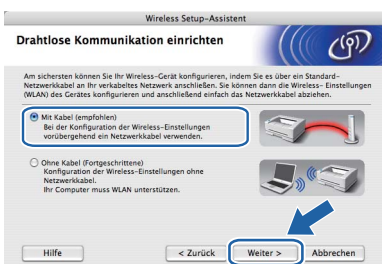 Wireless Setup-Assistent
Drahtlose Kommunikation einrichten
Am sichersten können Sie Ihr Wireless-Gerät konfigurieren, indem Sie es über ein Standard-
Netzwerkkabel an Ihr verkabeltes Netzwerk anschließen. Sie können dann die Wireless- Einstellungen
(WLAN) des Gerätes konfigurieren und anschließend einfach das Netzwerkkabel abziehen.
Mit Kabel (empfohlen)
Bei der Konfiguration der Wireless-Einstellungen
vorübergehend ein Netzwerkkabel verwenden.
Ohne Kabel (Fortgeschrittene)
Konfiguration der Wireless-Einstellungen ohne
Netzwerkkabel.
Ihr Computer muss WLAN unterstützen.
Hilfe
< Zurück
Weiter >
Abbrechen